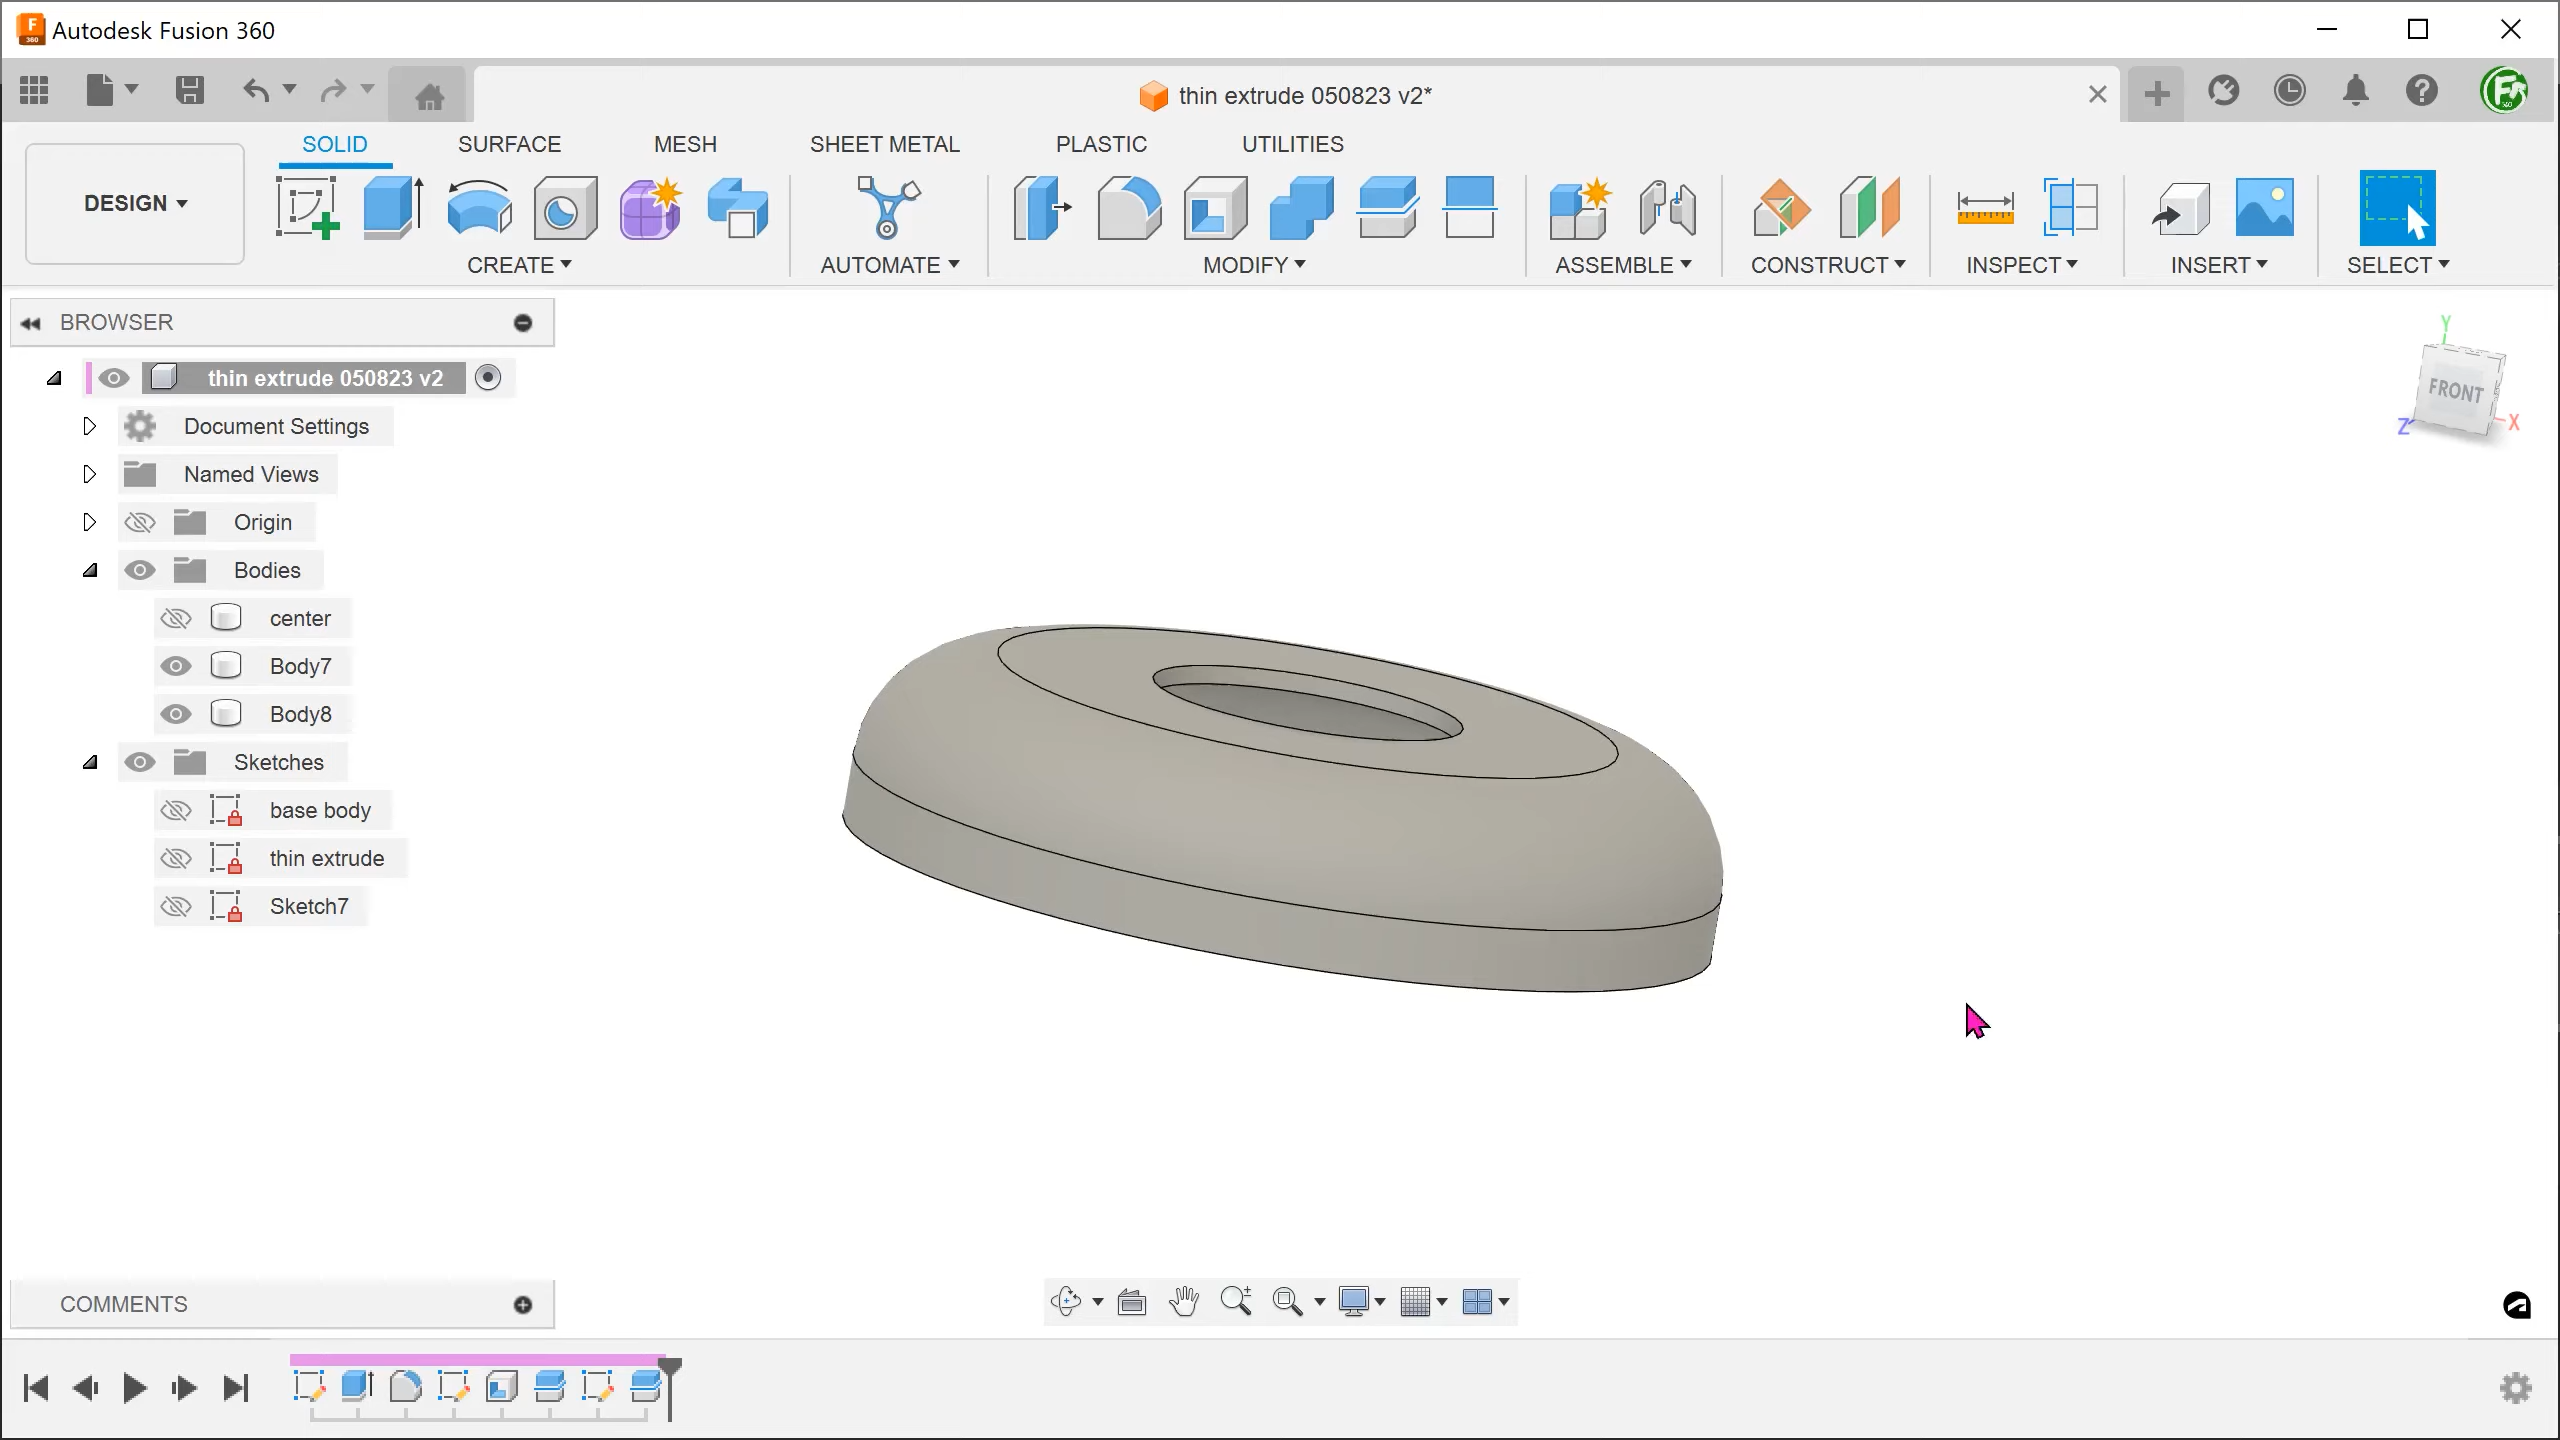 Autodesk Fusion 360
thin extrude 050823 v2*
SOLID SURFACE MESH SHEET METAL PLASTIC UTILITIES
DESIGN
CREATE AUTOMATE MODIFY ASSEMBLE CONSTRUCT INSPECT INSERT SELECT
BROWSER
thin extrude 050823 v2
Document Settings
Named Views
Origin
Bodies
center
Body7
Body8
Sketches
base body
thin extrude
Sketch7
Y
FRONT
Z
X
COMMENTS